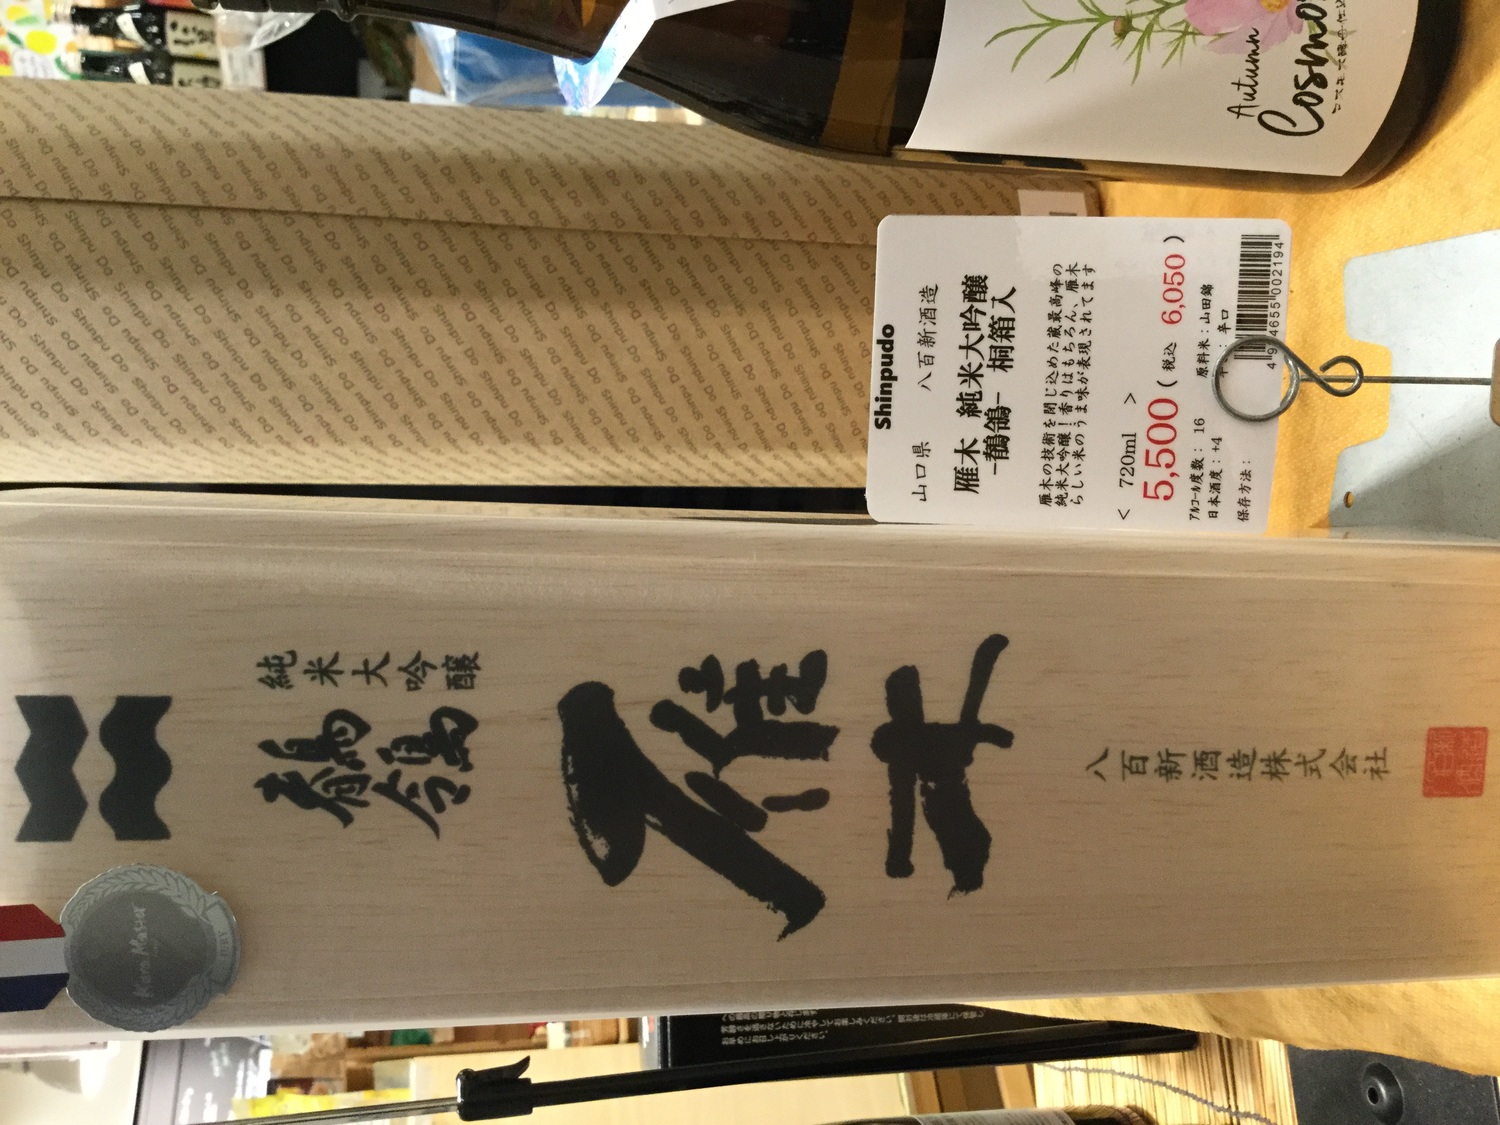 Autumn
Cosmos
Shinpudo
山口県 八百新酒造
雁木 純米大吟醸
-鶺鴒- 桐箱入
雁木の技術を閉じ込めた蔵最高峰の
純米大吟醸！香りはもちろん、雁木
らしい米のうま味が表現されてます
< 720ml >
5,500 ( 税込 6,050 )
アルコール度数： 16 原料米：山田錦
日本酒度： +4 ：辛口
保存方法：
4655 002194
純米大吟醸
鶺鴒
雁木
八百新酒造株式会社
Kura Master